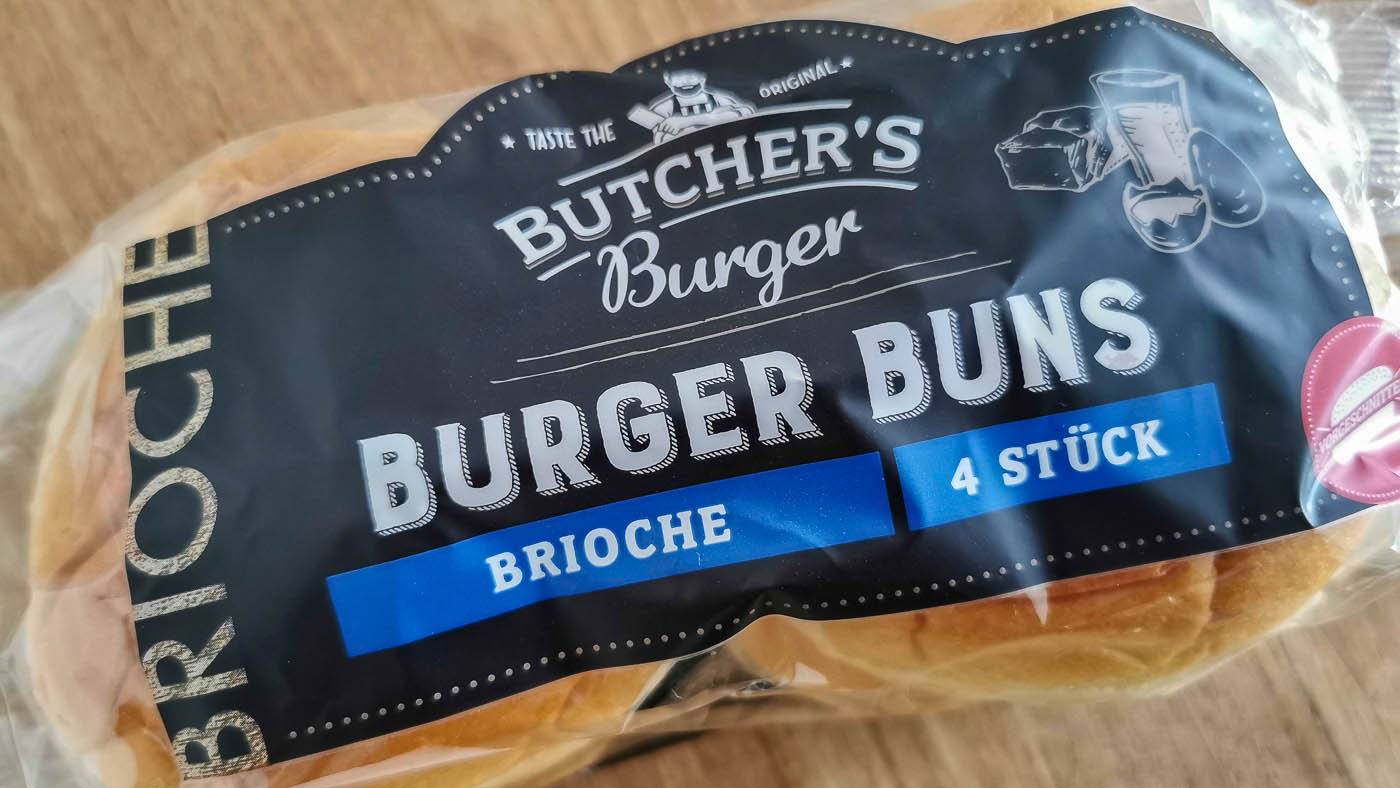 ★ TASTE THE ORIGINAL ★
BUTCHER'S
Burger
BURGER BUNS
BRIOCHE
4 STÜCK
BRIOCHE